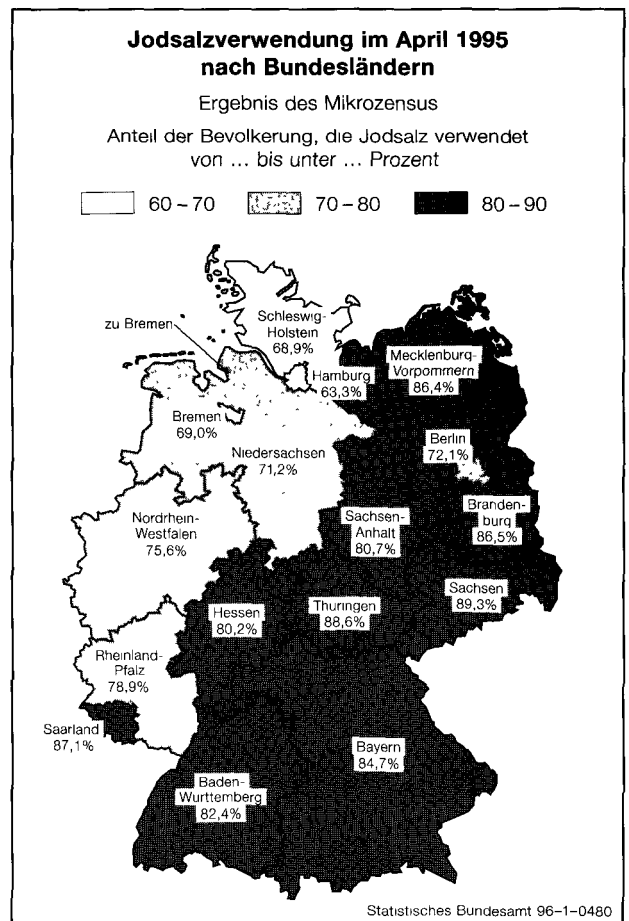 Jodsalzverwendung im April 1995
nach Bundesländern
Ergebnis des Mikrozensus
Anteil der Bevolkerung, die Jodsalz verwendet
von ... bis unter ... Prozent
60 – 70
70 – 80
80 – 90
zu Bremen
Schleswig-
Holstein
68,9%
Hamburg
63,3%
Mecklenburg-
Vorpommern
86,4%
Bremen
69,0%
Niedersachsen
71,2%
Berlin
72,1%
Nordrhein-
Westfalen
75,6%
Sachsen-
Anhalt
80,7%
Branden-
burg
86,5%
Hessen
80,2%
Thuringen
88,6%
Sachsen
89,3%
Rheinland-
Pfalz
78,9%
Saarland
87,1%
Bayern
84,7%
Baden-
Wurttemberg
82,4%
Statistisches Bundesamt 96-1-0480